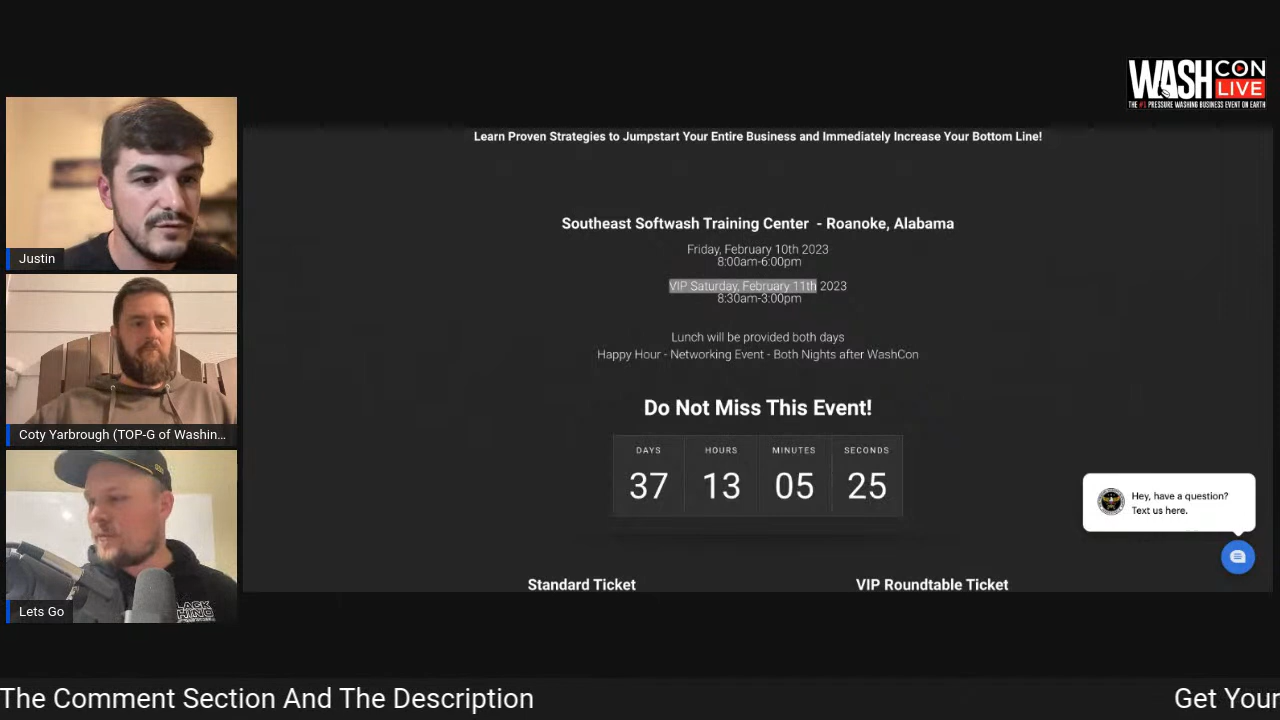 WASH CON LIVE
THE #1 PRESSURE WASHING BUSINESS EVENT ON EARTH
Learn Proven Strategies to Jumpstart Your Entire Business and Immediately Increase Your Bottom Line!
Southeast Softwash Training Center - Roanoke, Alabama
Friday, February 10th 2023
8:00am-6:00pm
VIP Saturday, February 11th 2023
8:30am-3:00pm
Lunch will be provided both days
Happy Hour - Networking Event - Both Nights after WashCon
Do Not Miss This Event!
DAYS HOURS MINUTES SECONDS
37 13 05 25
Standard Ticket VIP Roundtable Ticket
Hey, have a question?
Text us here.
Justin
Coty Yarbrough (TOP-G of Washin...
Lets Go
The Comment Section And The Description Get Your